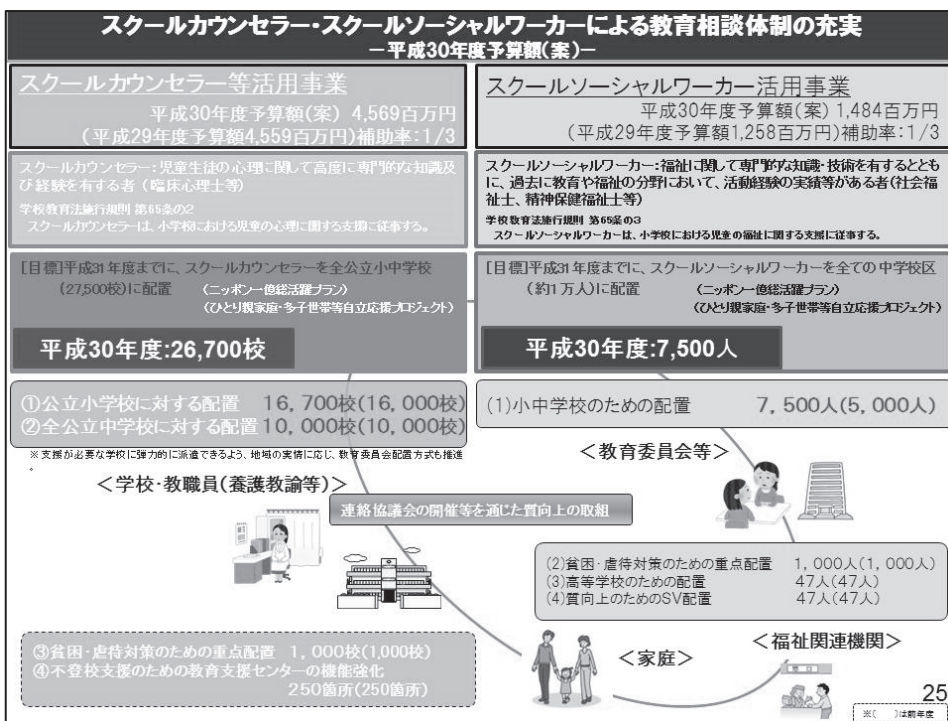 スクールカウンセラー・スクールソーシャルワーカーによる教育相談体制の充実
－平成30年度予算額(案)－
スクールカウンセラー等活用事業
平成30年度予算額(案) 4,569百万円
(平成29年度予算額4,559百万円)補助率:1/3
スクールカウンセラー:児童生徒の心理に関して高度に専門的な知識及
び経験を有する者（臨床心理士等）
学校教育法施行規則 第65条の2
スクールカウンセラーは、小学校における児童の心理に関する支援に従事する。
[目標]平成31年度までに、スクールカウンセラーを全公立小中学校
(27,500校)に配置　(ニッポン一億総活躍プラン)
(ひとり親家庭・多子世帯等自立応援プロジェクト)
平成30年度:26,700校
①公立小学校に対する配置　16,700校(16,000校)
②全公立中学校に対する配置 10,000校(10,000校)
※支援が必要な学校に弾力的に派遣できるよう、地域の実情に応じ、教育委員会配置方式も推進
。
スクールソーシャルワーカー活用事業
平成30年度予算額(案) 1,484百万円
(平成29年度予算額1,258百万円)補助率:1/3
スクールソーシャルワーカー:福祉に関して専門的な知識・技術を有するとと
もに、過去に教育や福祉の分野において、活動経験の実績等がある者(社会福
祉士、精神保健福祉士等)
学校教育法施行規則 第65条の3
スクールソーシャルワーカーは、小学校における児童の福祉に関する支援に従事する。
[目標]平成31年度までに、スクールソーシャルワーカーを全ての中学校区
(約1万人)に配置　(ニッポン一億総活躍プラン)
(ひとり親家庭・多子世帯等自立応援プロジェクト)
平成30年度:7,500人
(1)小中学校のための配置　7,500人(5,000人)
＜教育委員会等＞
＜学校・教職員(養護教諭等)＞
連絡協議会の開催等を通じた質向上の取組
(2)貧困・虐待対策のための重点配置　1,000人(1,000人)
(3)高等学校のための配置　47人(47人)
(4)質向上のためのSV配置　47人(47人)
③貧困・虐待対策のための重点配置　1,000校(1,000校)
④不登校支援のための教育支援センターの機能強化
250箇所(250箇所)
＜家庭＞
＜福祉関連機関＞
25
※(　)は前年度